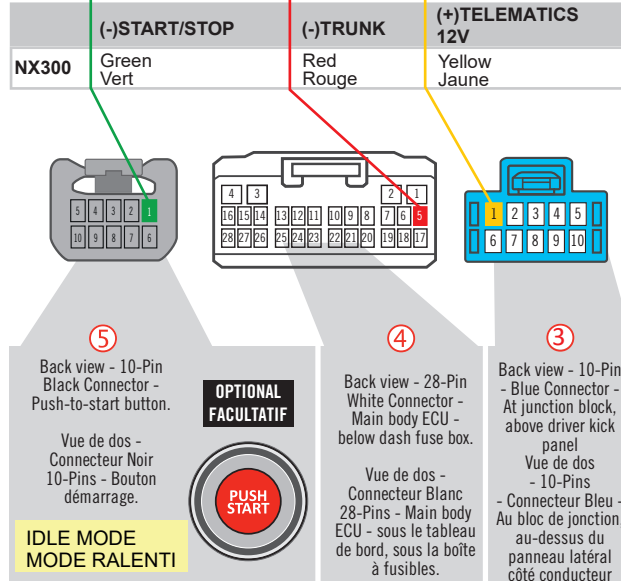 (-)START/STOP (-)TRUNK (+)TELEMATICS
12V
NX300 Green Red Yellow
Vert Rouge Jaune
4 3 2 1
5 4 3 2 1
16 15 14 13 12 11 10 9 8 7 6 5
1 2 3 4 5
10 9 8 7 6
28 27 26 25 24 23 22 21 20 19 18 17
6 7 8 9 10
5
Back view - 10-Pin
Black Connector -
Push-to-start button.
Vue de dos -
Connecteur Noir
10-Pins - Bouton
démarrage.
IDLE MODE
MODE RALENTI
OPTIONAL
FACULTATIF
PUSH
START
4
Back view - 28-Pin
White Connector -
Main body ECU -
below dash fuse box.
Vue de dos -
Connecteur Blanc
28-Pins - Main body
ECU - sous le tableau
de bord, sous la boîte
à fusibles.
3
Back view - 10-Pin
- Blue Connector -
At junction block,
above driver kick
panel
Vue de dos
- 10-Pins
- Connecteur Bleu -
Au bloc de jonction,
au-dessus du
panneau latéral
côté conducteur